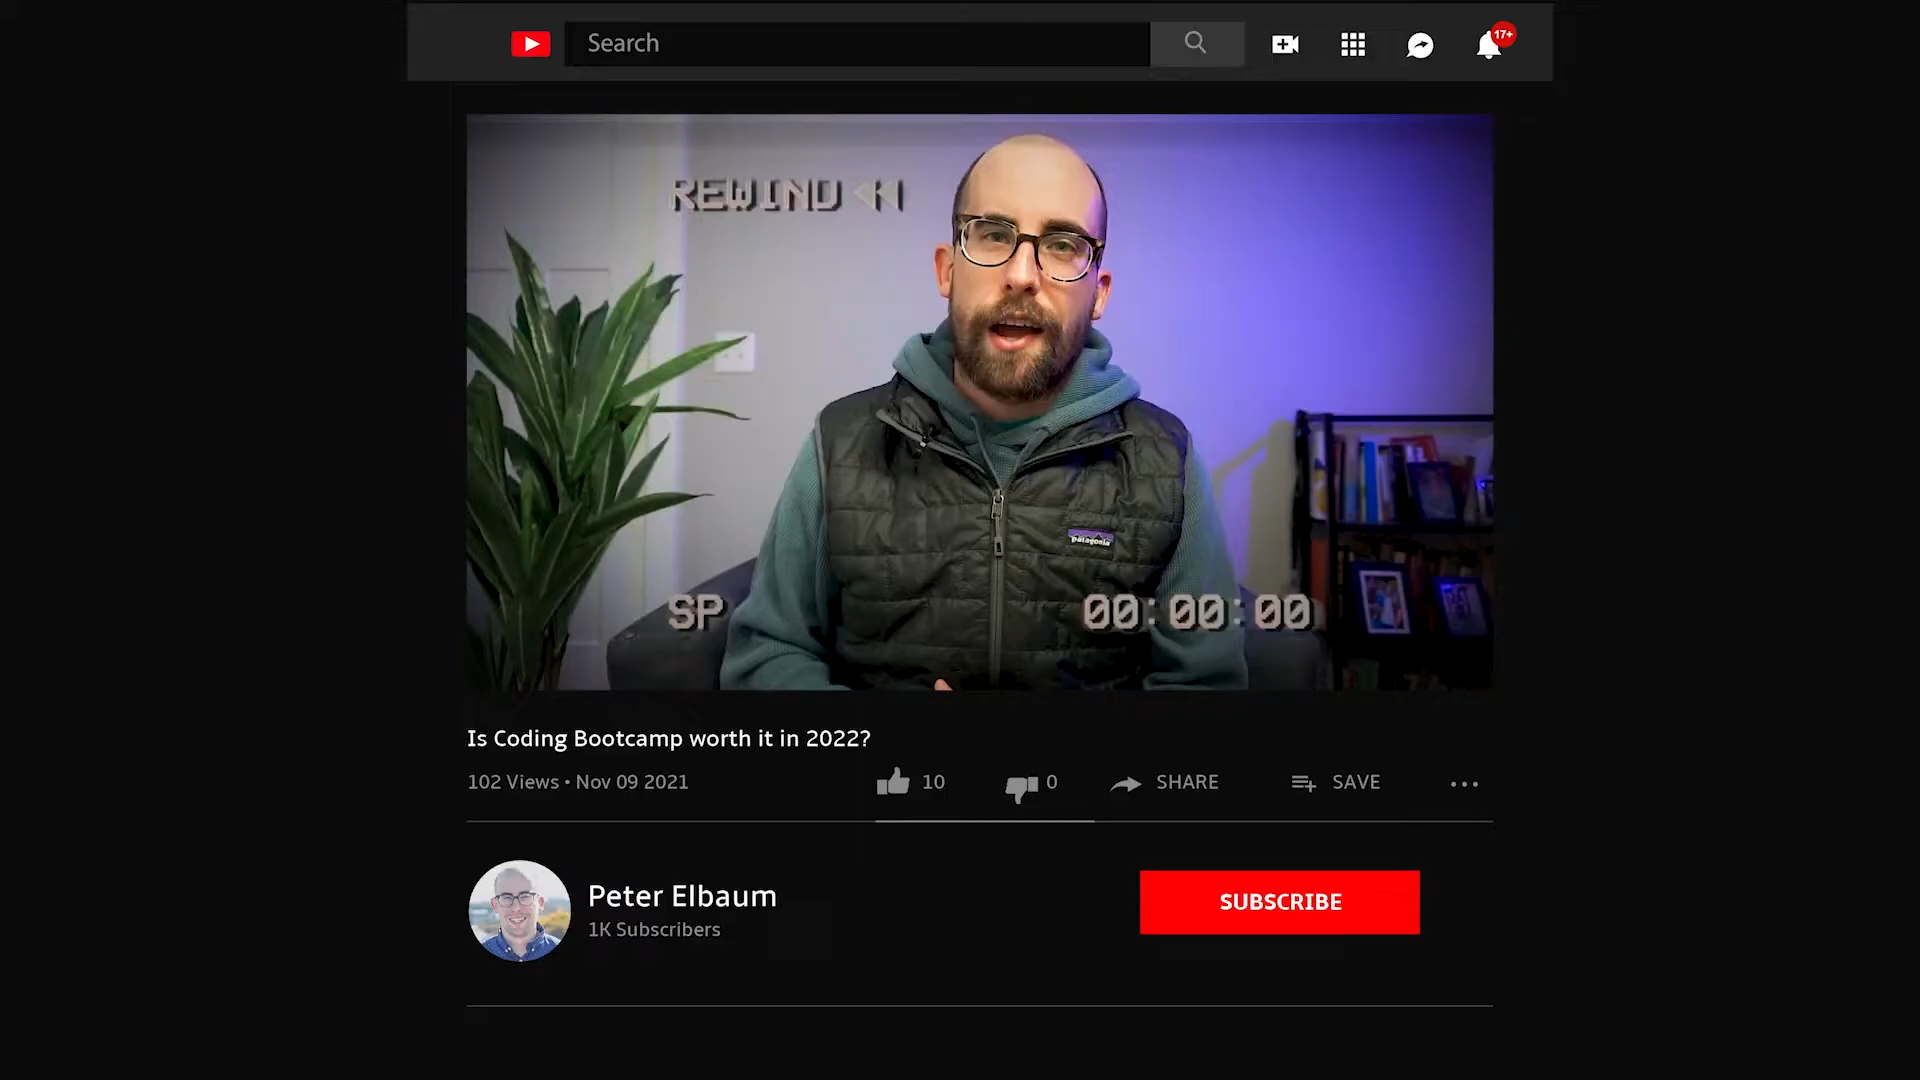 Search
17+
REWIND
patagonia
SP
00:00:00
Is Coding Bootcamp worth it in 2022?
102 Views • Nov 09 2021
10
0
SHARE
SAVE
Peter Elbaum
1K Subscribers
SUBSCRIBE